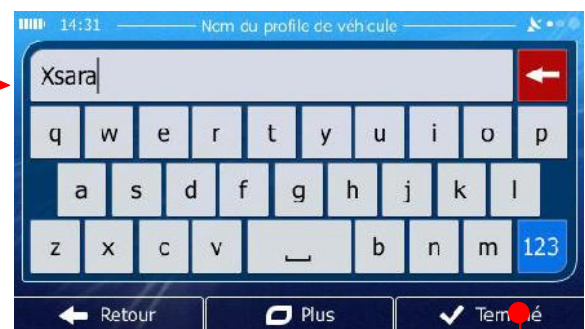 14:31 Nom du profile de véhicule
Xsara
q w e r t y u i o p
a s d f g h j k l
z x c v b n m 123
Retour Plus